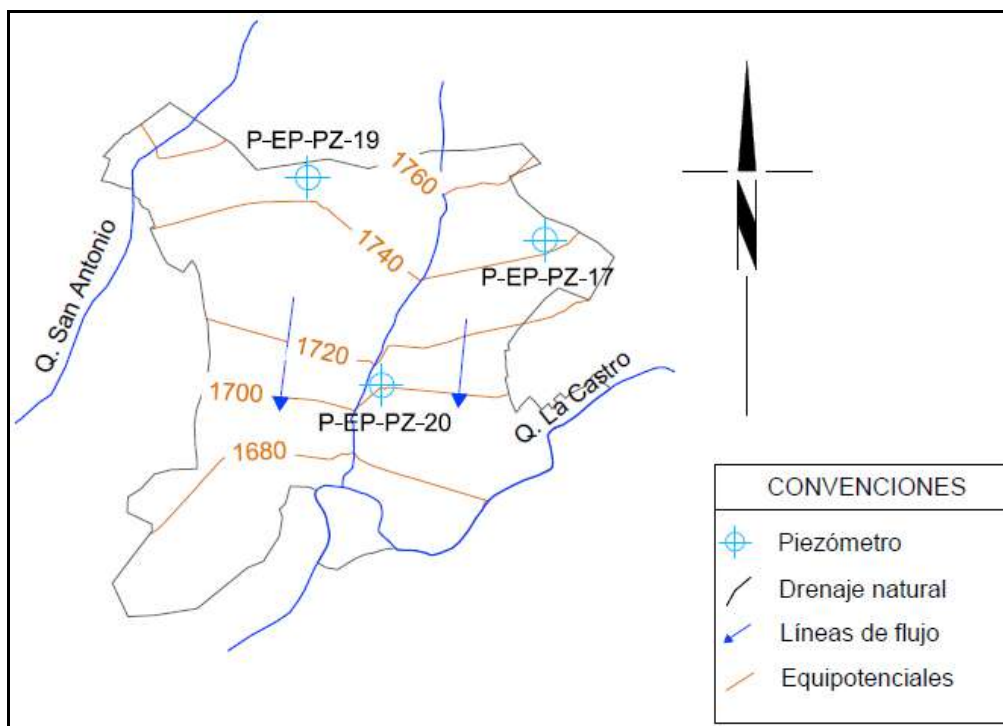 P-EP-PZ-19
1760
Q. San Antonio
1740
P-EP-PZ-17
1720
Q. La Castro
1700
P-EP-PZ-20
1680
CONVENCIONES
Piezómetro
Drenaje natural
Líneas de flujo
Equipotenciales